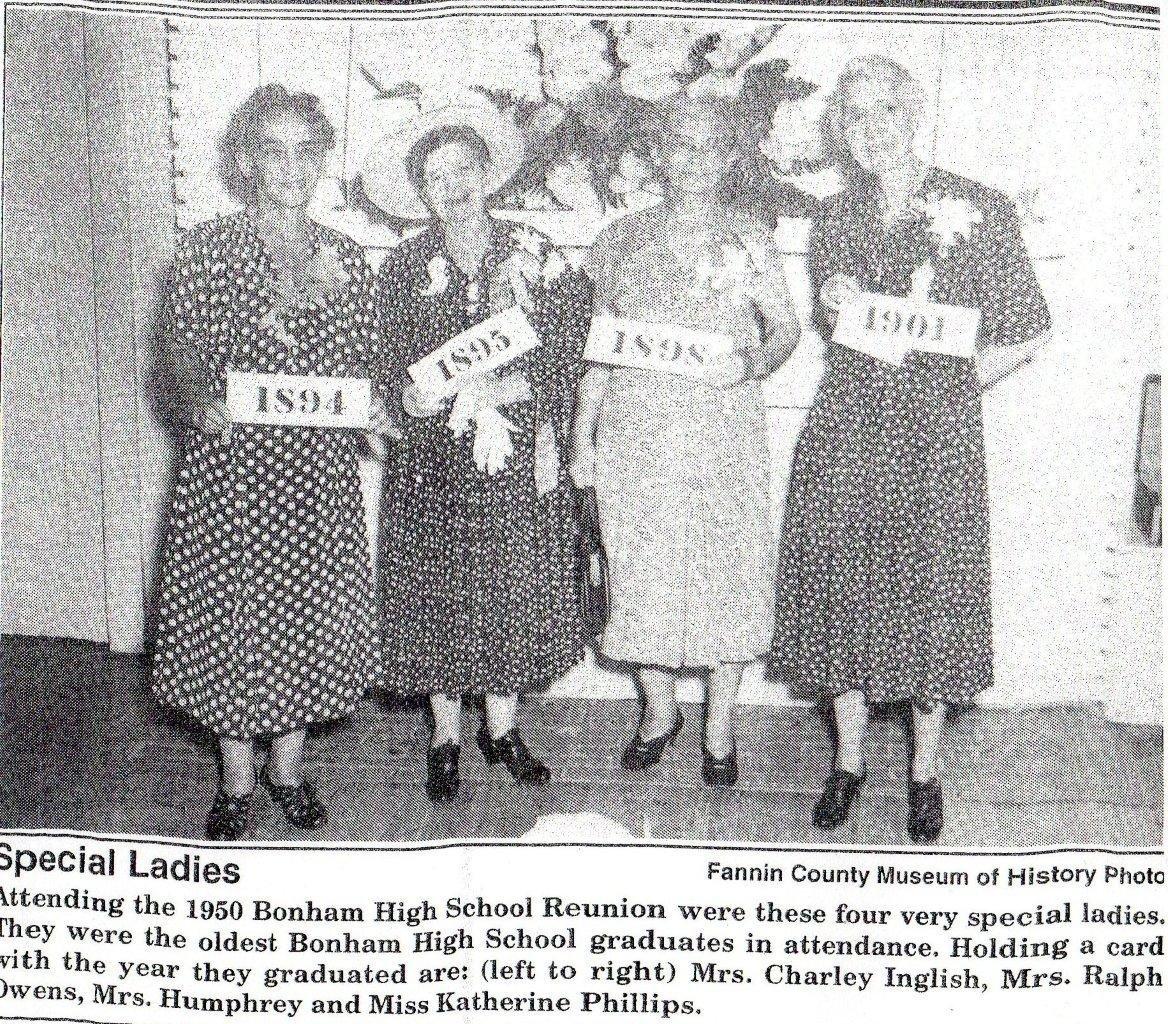 1894
1895
1898
1901
Special Ladies
Fannin County Museum of History Photo
Attending the 1950 Bonham High School Reunion were these four very special ladies.
They were the oldest Bonham High School graduates in attendance. Holding a card
with the year they graduated are: (left to right) Mrs. Charley Inglish, Mrs. Ralph
Owens, Mrs. Humphrey and Miss Katherine Phillips.